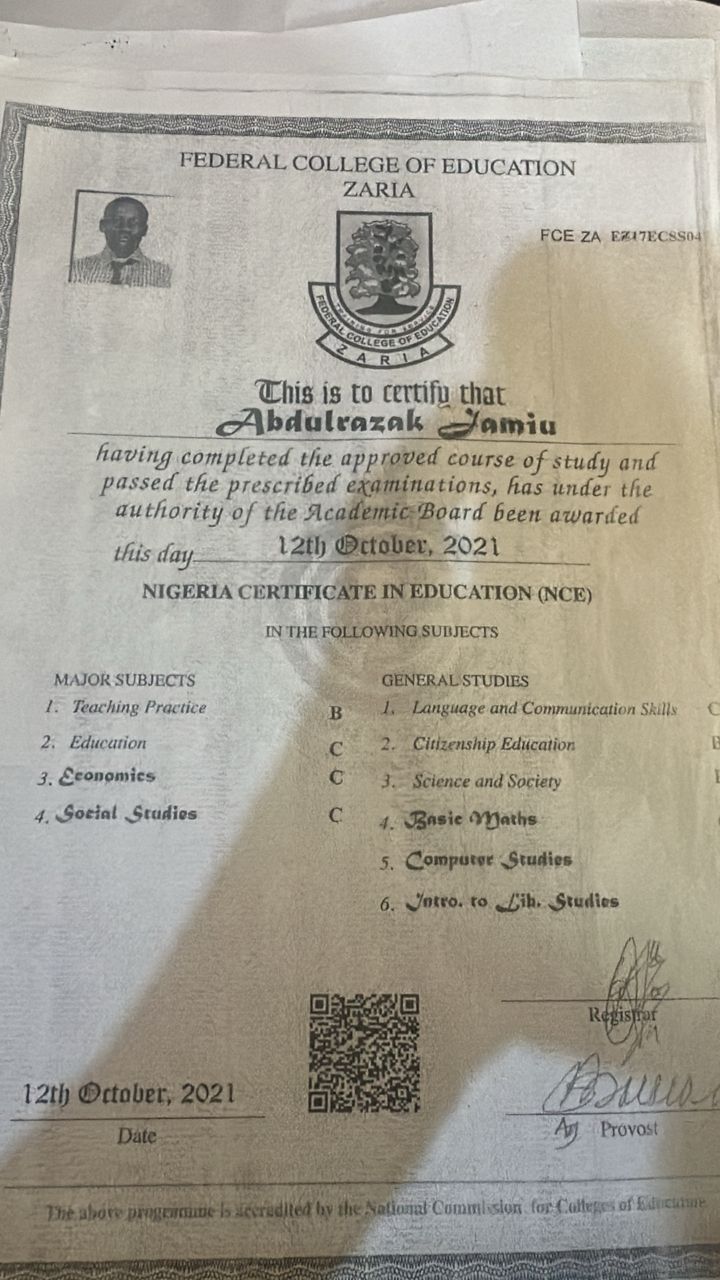 FEDERAL COLLEGE OF EDUCATION
ZARIA
FCE ZA EZ17ECSS04
TRAINING FOR SERVICE
FEDERAL COLLEGE OF EDUCATION
ZARIA
This is to certify that
Abdulrazak Jamiu
having completed the approved course of study and
passed the prescribed examinations, has under the
authority of the Academic Board been awarded
this day 12th October, 2021
NIGERIA CERTIFICATE IN EDUCATION (NCE)
IN THE FOLLOWING SUBJECTS
MAJOR SUBJECTS
1. Teaching Practice B
2. Education C
3. Economics C
4. Social Studies C
GENERAL STUDIES
1. Language and Communication Skills C
2. Citizenship Education B
3. Science and Society
4. Basic Maths
5. Computer Studies
6. Intro. to Lib. Studies
Registrar
12th October, 2021
Date
Ag Provost
The above programme is accredited by the National Commission for Colleges of Education